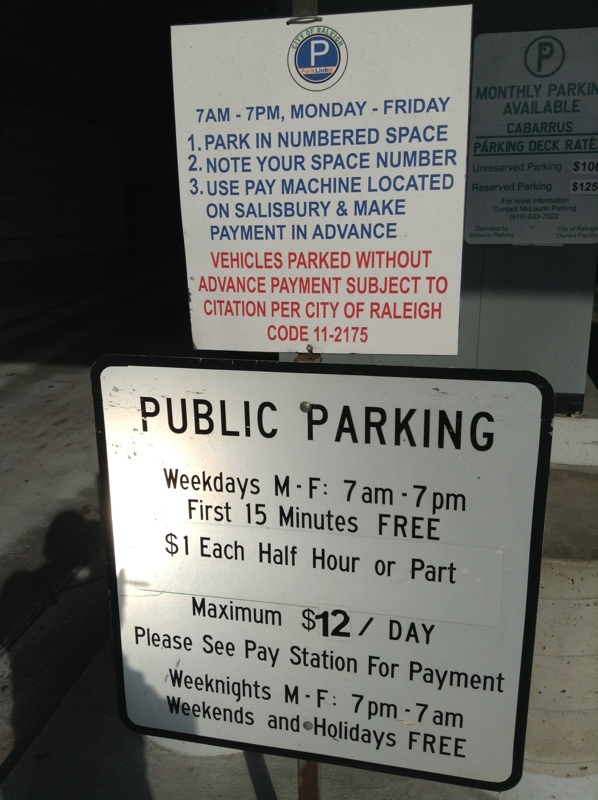 CITY OF RALEIGH
P
ParkLink
7AM - 7PM, MONDAY - FRIDAY
1. PARK IN NUMBERED SPACE
2. NOTE YOUR SPACE NUMBER
3. USE PAY MACHINE LOCATED
ON SALISBURY & MAKE
PAYMENT IN ADVANCE
VEHICLES PARKED WITHOUT
ADVANCE PAYMENT SUBJECT TO
CITATION PER CITY OF RALEIGH
CODE 11-2175
P
MONTHLY PARKIN
AVAILABLE
CABARRUS
PARKING DECK RATE
Unreserved Parking $10
Reserved Parking $125
For more information
Contact McLaurin Parking
(919) 833-7522
Operated by
McLaurin Parking
City of Raleigh
Owned Facility
PUBLIC PARKING
Weekdays M - F: 7am - 7pm
First 15 Minutes FREE
$1 Each Half Hour or Part
Maximum $12 / DAY
Please See Pay Station For Payment
Weeknights M - F: 7pm - 7am
Weekends and Holidays FREE